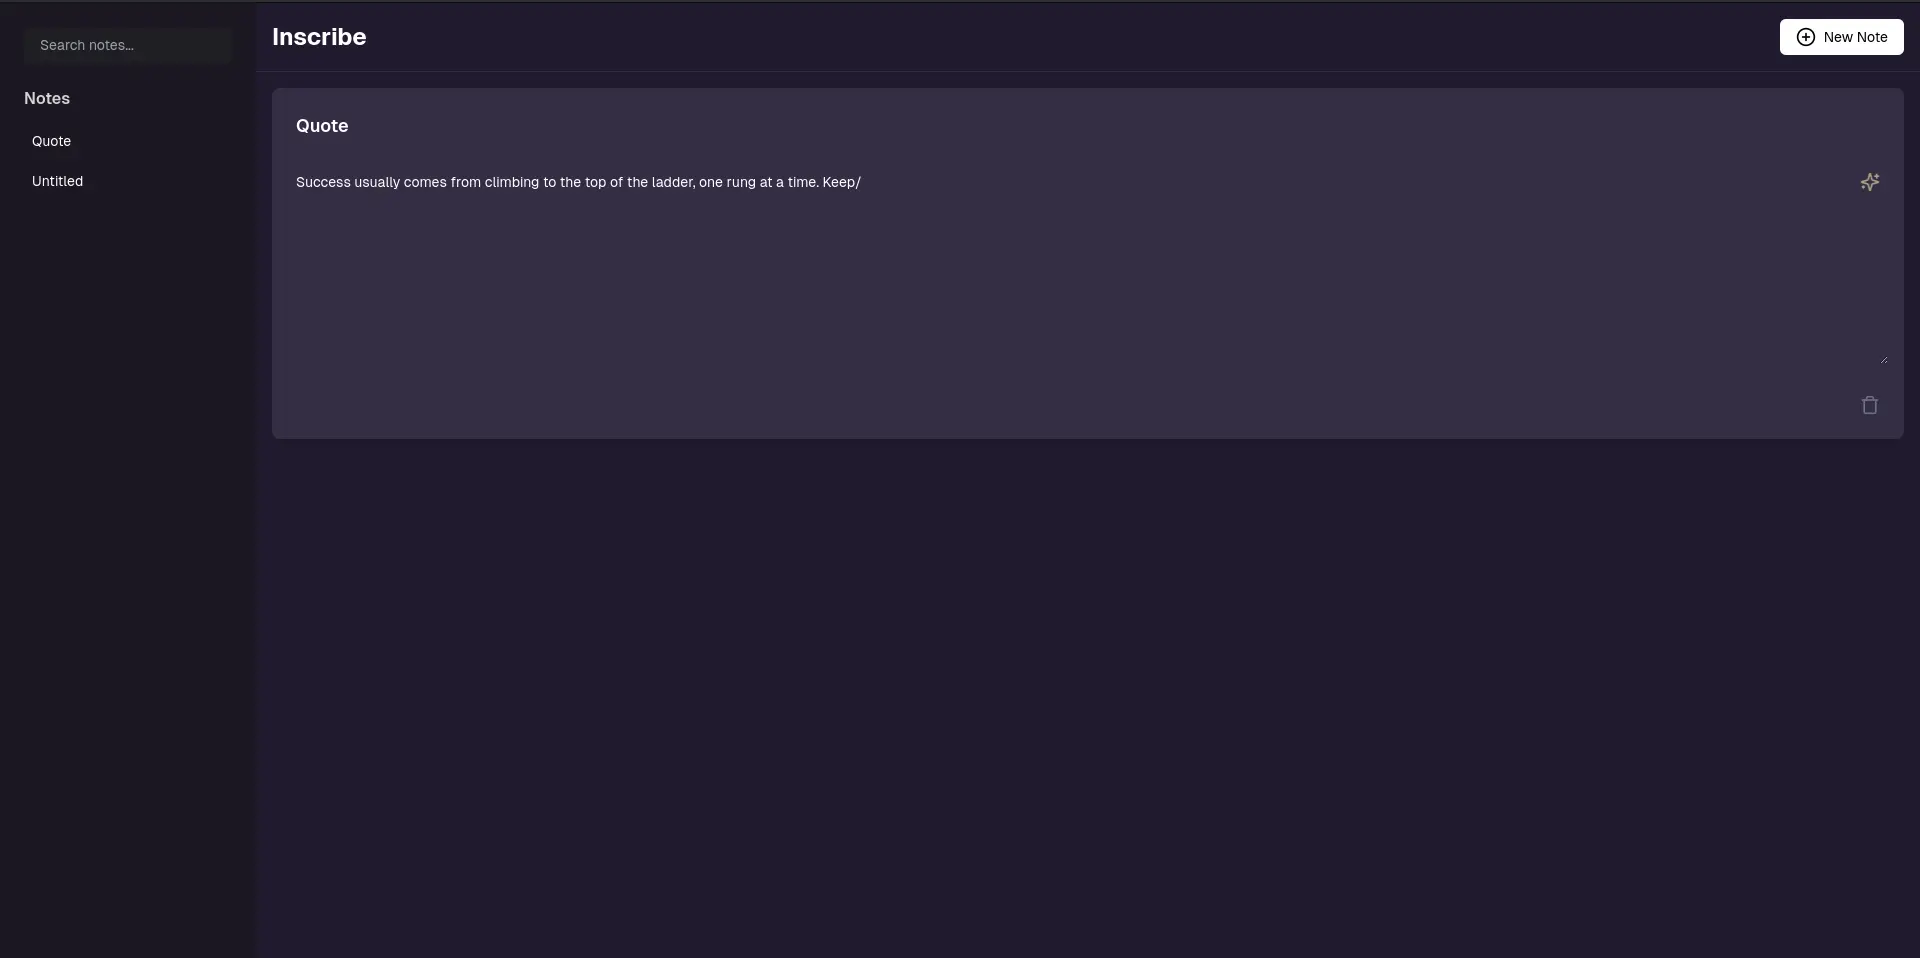 Search notes...
Notes
Quote
Untitled
Inscribe
New Note
Quote
Success usually comes from climbing to the top of the ladder, one rung at a time. Keep/